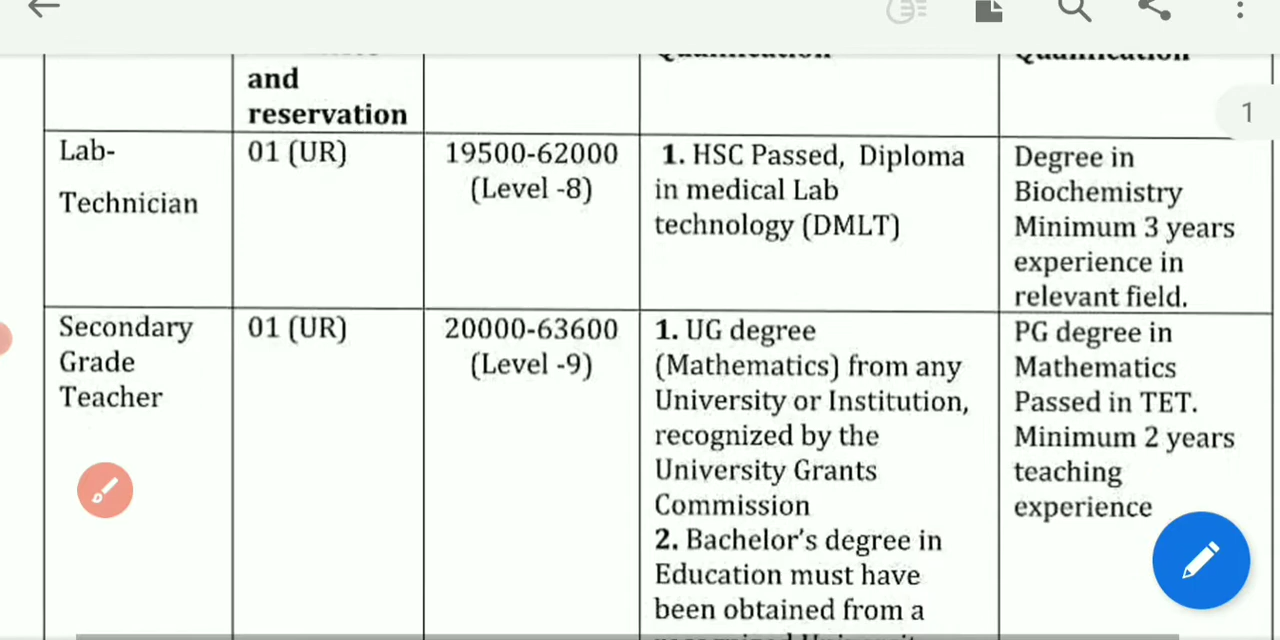 and
reservation
Qualification
Qualification
1
Lab-
Technician
01 (UR)
19500-62000
(Level -8)
1. HSC Passed, Diploma
in medical Lab
technology (DMLT)
Degree in
Biochemistry
Minimum 3 years
experience in
relevant field.
Secondary
Grade
Teacher
01 (UR)
20000-63600
(Level -9)
1. UG degree
(Mathematics) from any
University or Institution,
recognized by the
University Grants
Commission
2. Bachelor's degree in
Education must have
been obtained from a
PG degree in
Mathematics
Passed in TET.
Minimum 2 years
teaching
experience